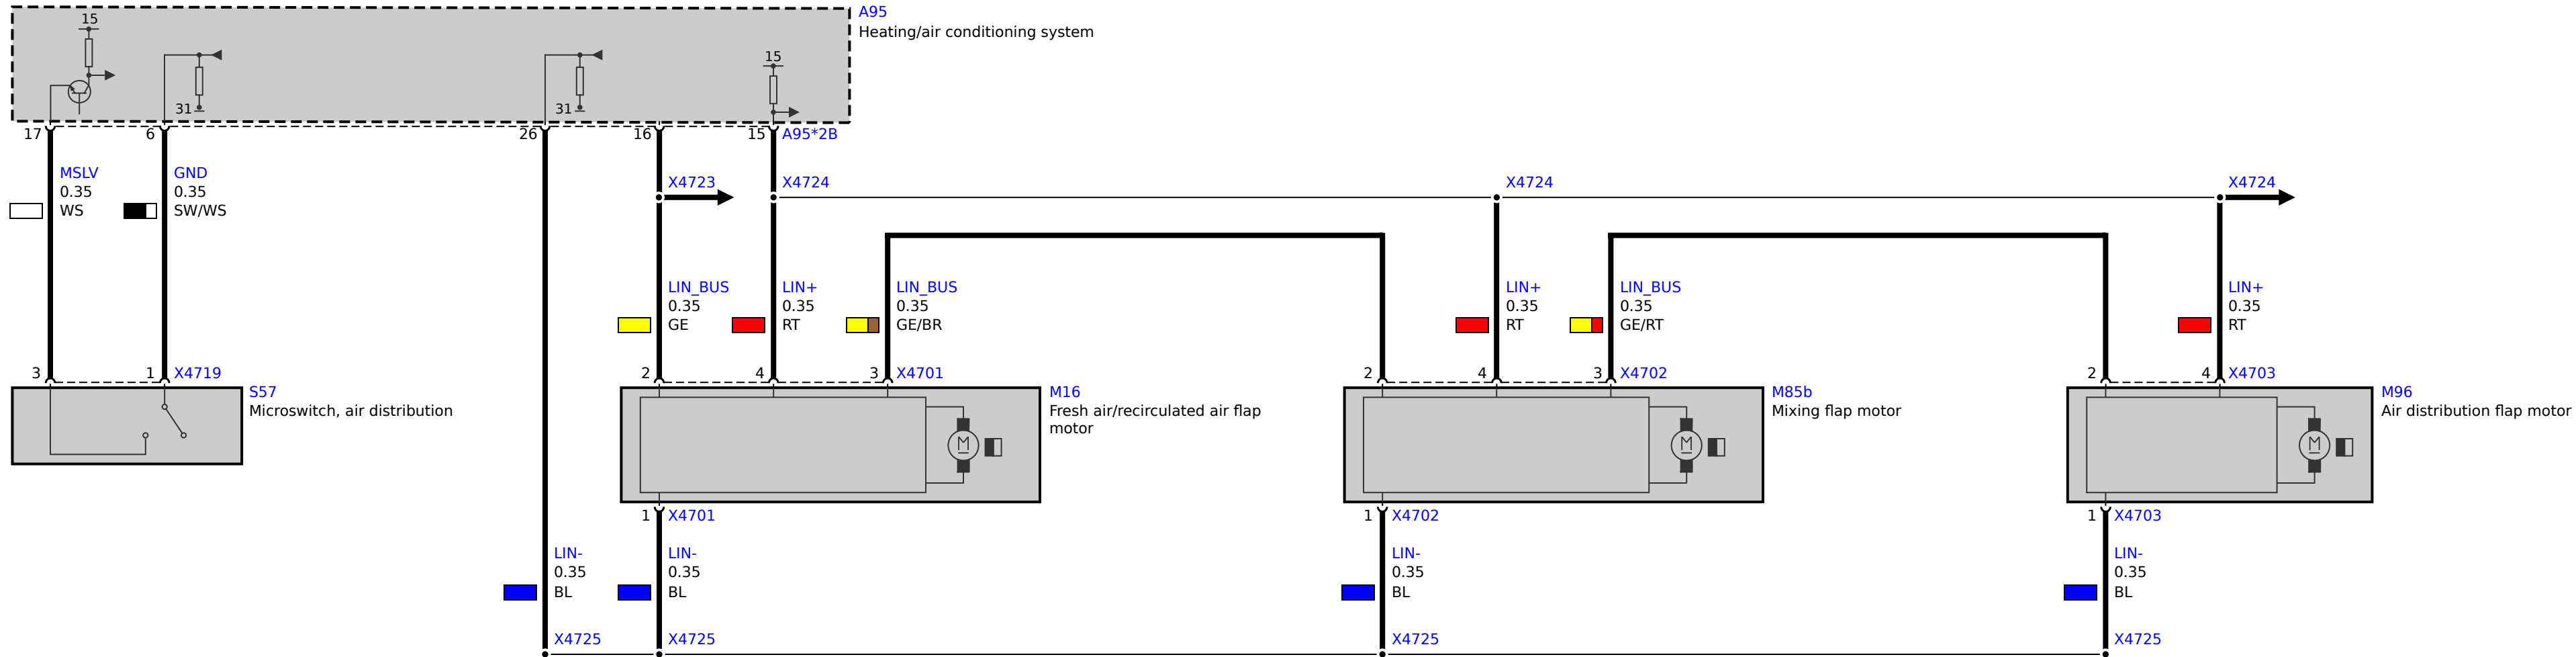 A95
15
Heating/air conditioning system
15
31
31
17
6
26
16
15
A95*2B
MSLV
0.35
WS
GND
0.35
SW/WS
X4723
X4724
X4724
X4724
LIN_BUS
0.35
GE
LIN+
0.35
RT
LIN_BUS
0.35
GE/BR
LIN+
0.35
RT
LIN_BUS
0.35
GE/RT
LIN+
0.35
RT
3
1
X4719
2
4
3
X4701
2
4
3
X4702
2
4
X4703
S57
Microswitch, air distribution
M16
Fresh air/recirculated air flap
motor
M85b
Mixing flap motor
M96
Air distribution flap motor
M
M
M
1
X4701
1
X4702
1
X4703
LIN-
0.35
BL
LIN-
0.35
BL
LIN-
0.35
BL
LIN-
0.35
BL
X4725
X4725
X4725
X4725